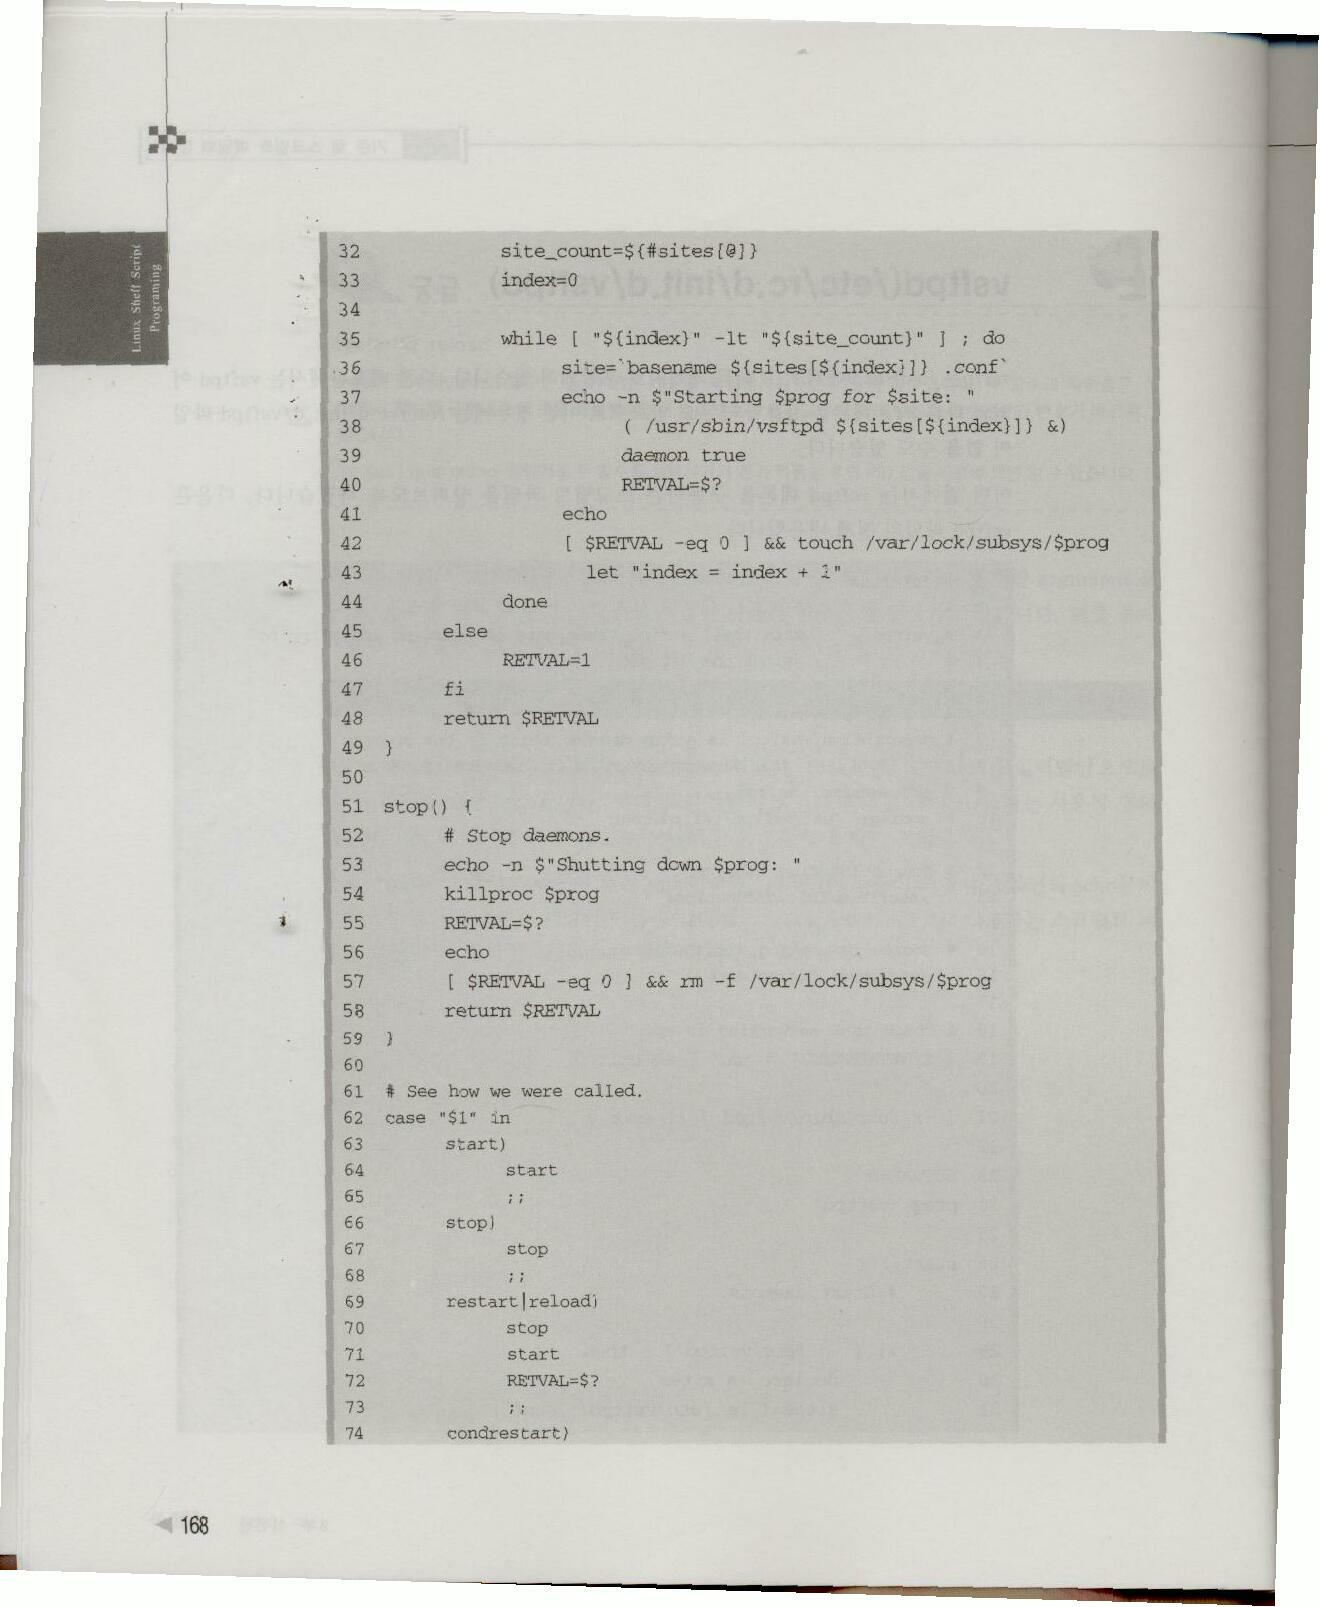 Linux Shell Script
Programing
32 site_count=${#sites[@]}
33 index=0
34
35 while [ "${index}" -lt "${site_count}" ] ; do
36 site=`basename ${sites[${index}]} .conf`
37 echo -n $"Starting $prog for $site: "
38 ( /usr/sbin/vsftpd ${sites[${index}]} &)
39 daemon true
40 RETVAL=$?
41 echo
42 [ $RETVAL -eq 0 ] && touch /var/lock/subsys/$prog
43 let "index = index + 1"
44 done
45 else
46 RETVAL=1
47 fi
48 return $RETVAL
49 }
50
51 stop() {
52 # Stop daemons.
53 echo -n $"Shutting down $prog: "
54 killproc $prog
55 RETVAL=$?
56 echo
57 [ $RETVAL -eq 0 ] && rm -f /var/lock/subsys/$prog
58 return $RETVAL
59 }
60
61 # See how we were called.
62 case "$1" in
63 start)
64 start
65 ;;
66 stop)
67 stop
68 ;;
69 restart|reload)
70 stop
71 start
72 RETVAL=$?
73 ;;
74 condrestart)
168